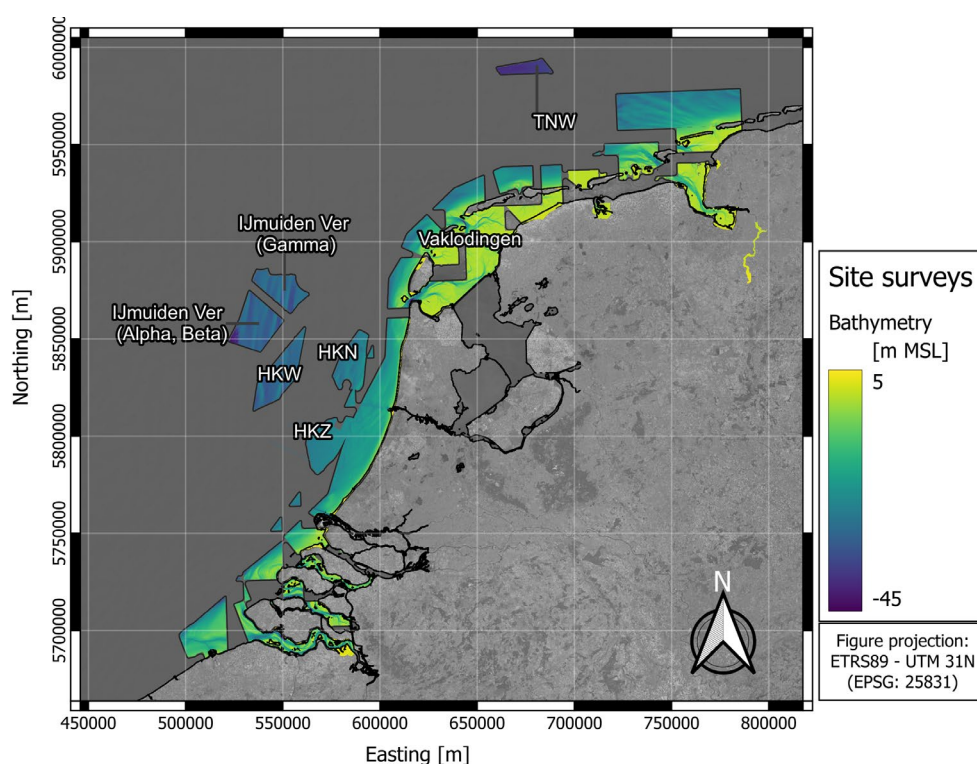 6000000
5950000
5900000
5850000
5800000
5750000
5700000
Northing [m]
TNW
IJmuiden Ver
(Gamma)
Vaklodingen
IJmuiden Ver
(Alpha, Beta)
HKN
HKW
HKZ
N
450000 500000 550000 600000 650000 700000 750000 800000
Easting [m]
Site surveys
Bathymetry
[m MSL]
5
-45
Figure projection:
ETRS89 - UTM 31N
(EPSG: 25831)